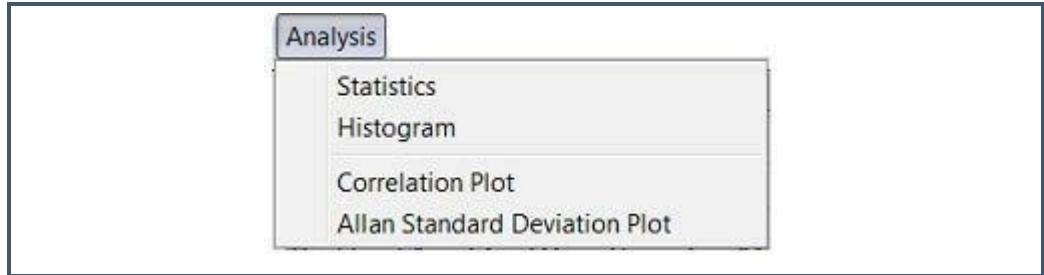 Analysis
Statistics
Histogram
Correlation Plot
Allan Standard Deviation Plot